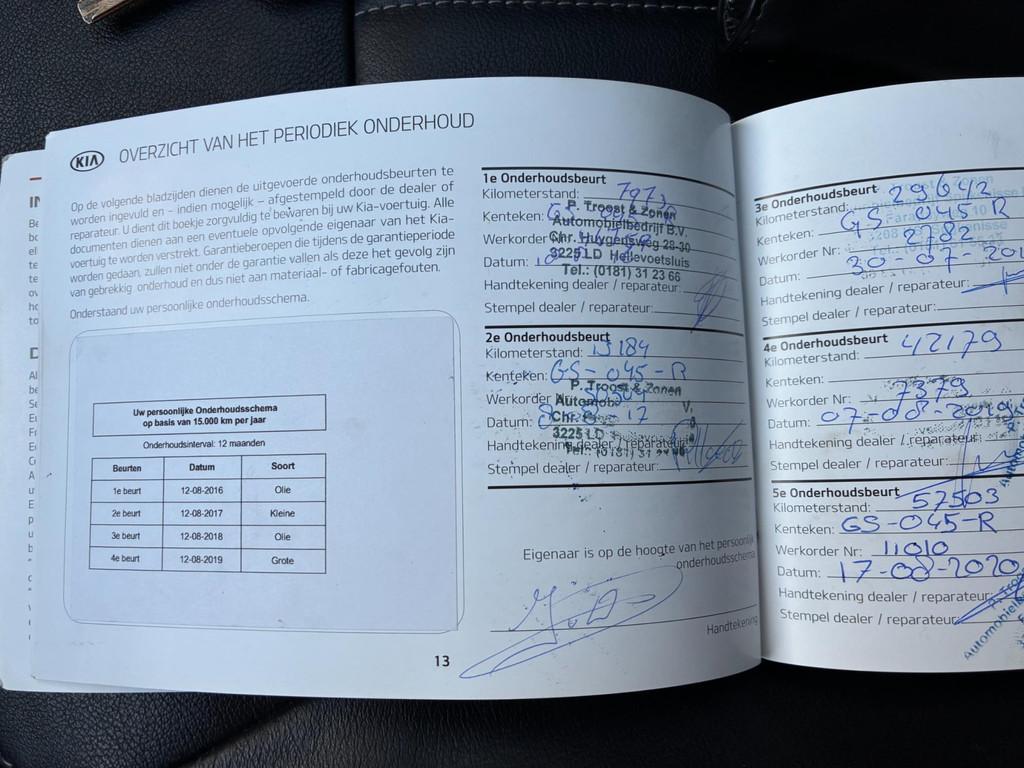 KIA OVERZICHT VAN HET PERIODIEK ONDERHOUD
Op de volgende bladzijden dienen de uitgevoerde onderhoudsbeurten te
worden ingevuld en - indien mogelijk - afgestempeld door de dealer of
reparateur. U dient dit boekje zorgvuldig te bewaren bij uw Kia-voertuig. Alle
documenten dienen aan een eventuele opvolgende eigenaar van het Kia-
voertuig te worden verstrekt. Garantieberoepen die tijdens de garantieperiode
worden gedaan, zullen niet onder de garantie vallen als deze het gevolg zijn
van gebrekkig onderhoud en dus niet aan materiaal- of fabricagefouten.
Onderstaand uw persoonlijke onderhoudsschema.
Uw persoonlijke Onderhoudsschema
op basis van 15.000 km per jaar
Onderhoudsinterval: 12 maanden
Beurten Datum Soort
1e beurt 12-08-2016 Olie
2e beurt 12-08-2017 Kleine
3e beurt 12-08-2018 Olie
4e beurt 12-08-2019 Grote
13
1e Onderhoudsbeurt
Kilometerstand:
Kenteken:
Werkorder
Datum:
Handtekening dealer / reparateur:
Stempel dealer / reparateur:
P. Troost & Zonen
Automobielbedrijf B.V.
Chr. Huygensweg 28-30
3225 LD Hellevoetsluis
Tel.: (0181) 31 23 66
2e Onderhoudsbeurt
Kilometerstand: 15184
Kenteken: GS-045-R
Werkorder
Datum:
Handtekening dealer / reparateur:
Stempel dealer / reparateur:
P. Troost & Zonen
3225 LD
Eigenaar is op de hoogte van het persoonlijk
onderhoudsschema
Handtekening
3e Onderhoudsbeurt
Kilometerstand: 29642
Kenteken: GS-045 R
Werkorder Nr: 2782
Datum: 30-07-201
Handtekening dealer / reparateur:
Stempel dealer / reparateur:
4e Onderhoudsbeurt
Kilometerstand: 42179
Kenteken:
Werkorder Nr: 7379
Datum: 07-08-2019
Handtekening dealer / reparateur:
Stempel dealer / reparateur:
5e Onderhoudsbeurt
Kilometerstand: 57503
Kenteken: GS-045-R
Werkorder Nr: 11010
Datum: 17-08-2020
Handtekening dealer / reparateur:
Stempel dealer / reparateur: